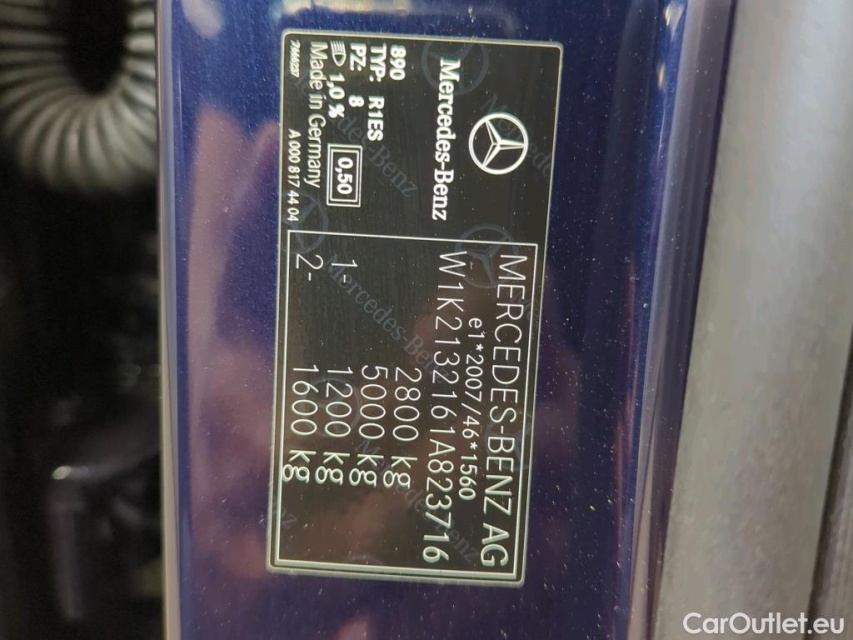 Mercedes-Benz
890
TYP: R1ES
PZ: 8
1,0 %
0,50
Made in Germany
A 000 817 44 04
MERCEDES-BENZ AG
e1*2007/46*1560
W1K2132161A823716
2800 kg
5000 kg
1- 1200 kg
2- 1600 kg
CarOutlet.eu